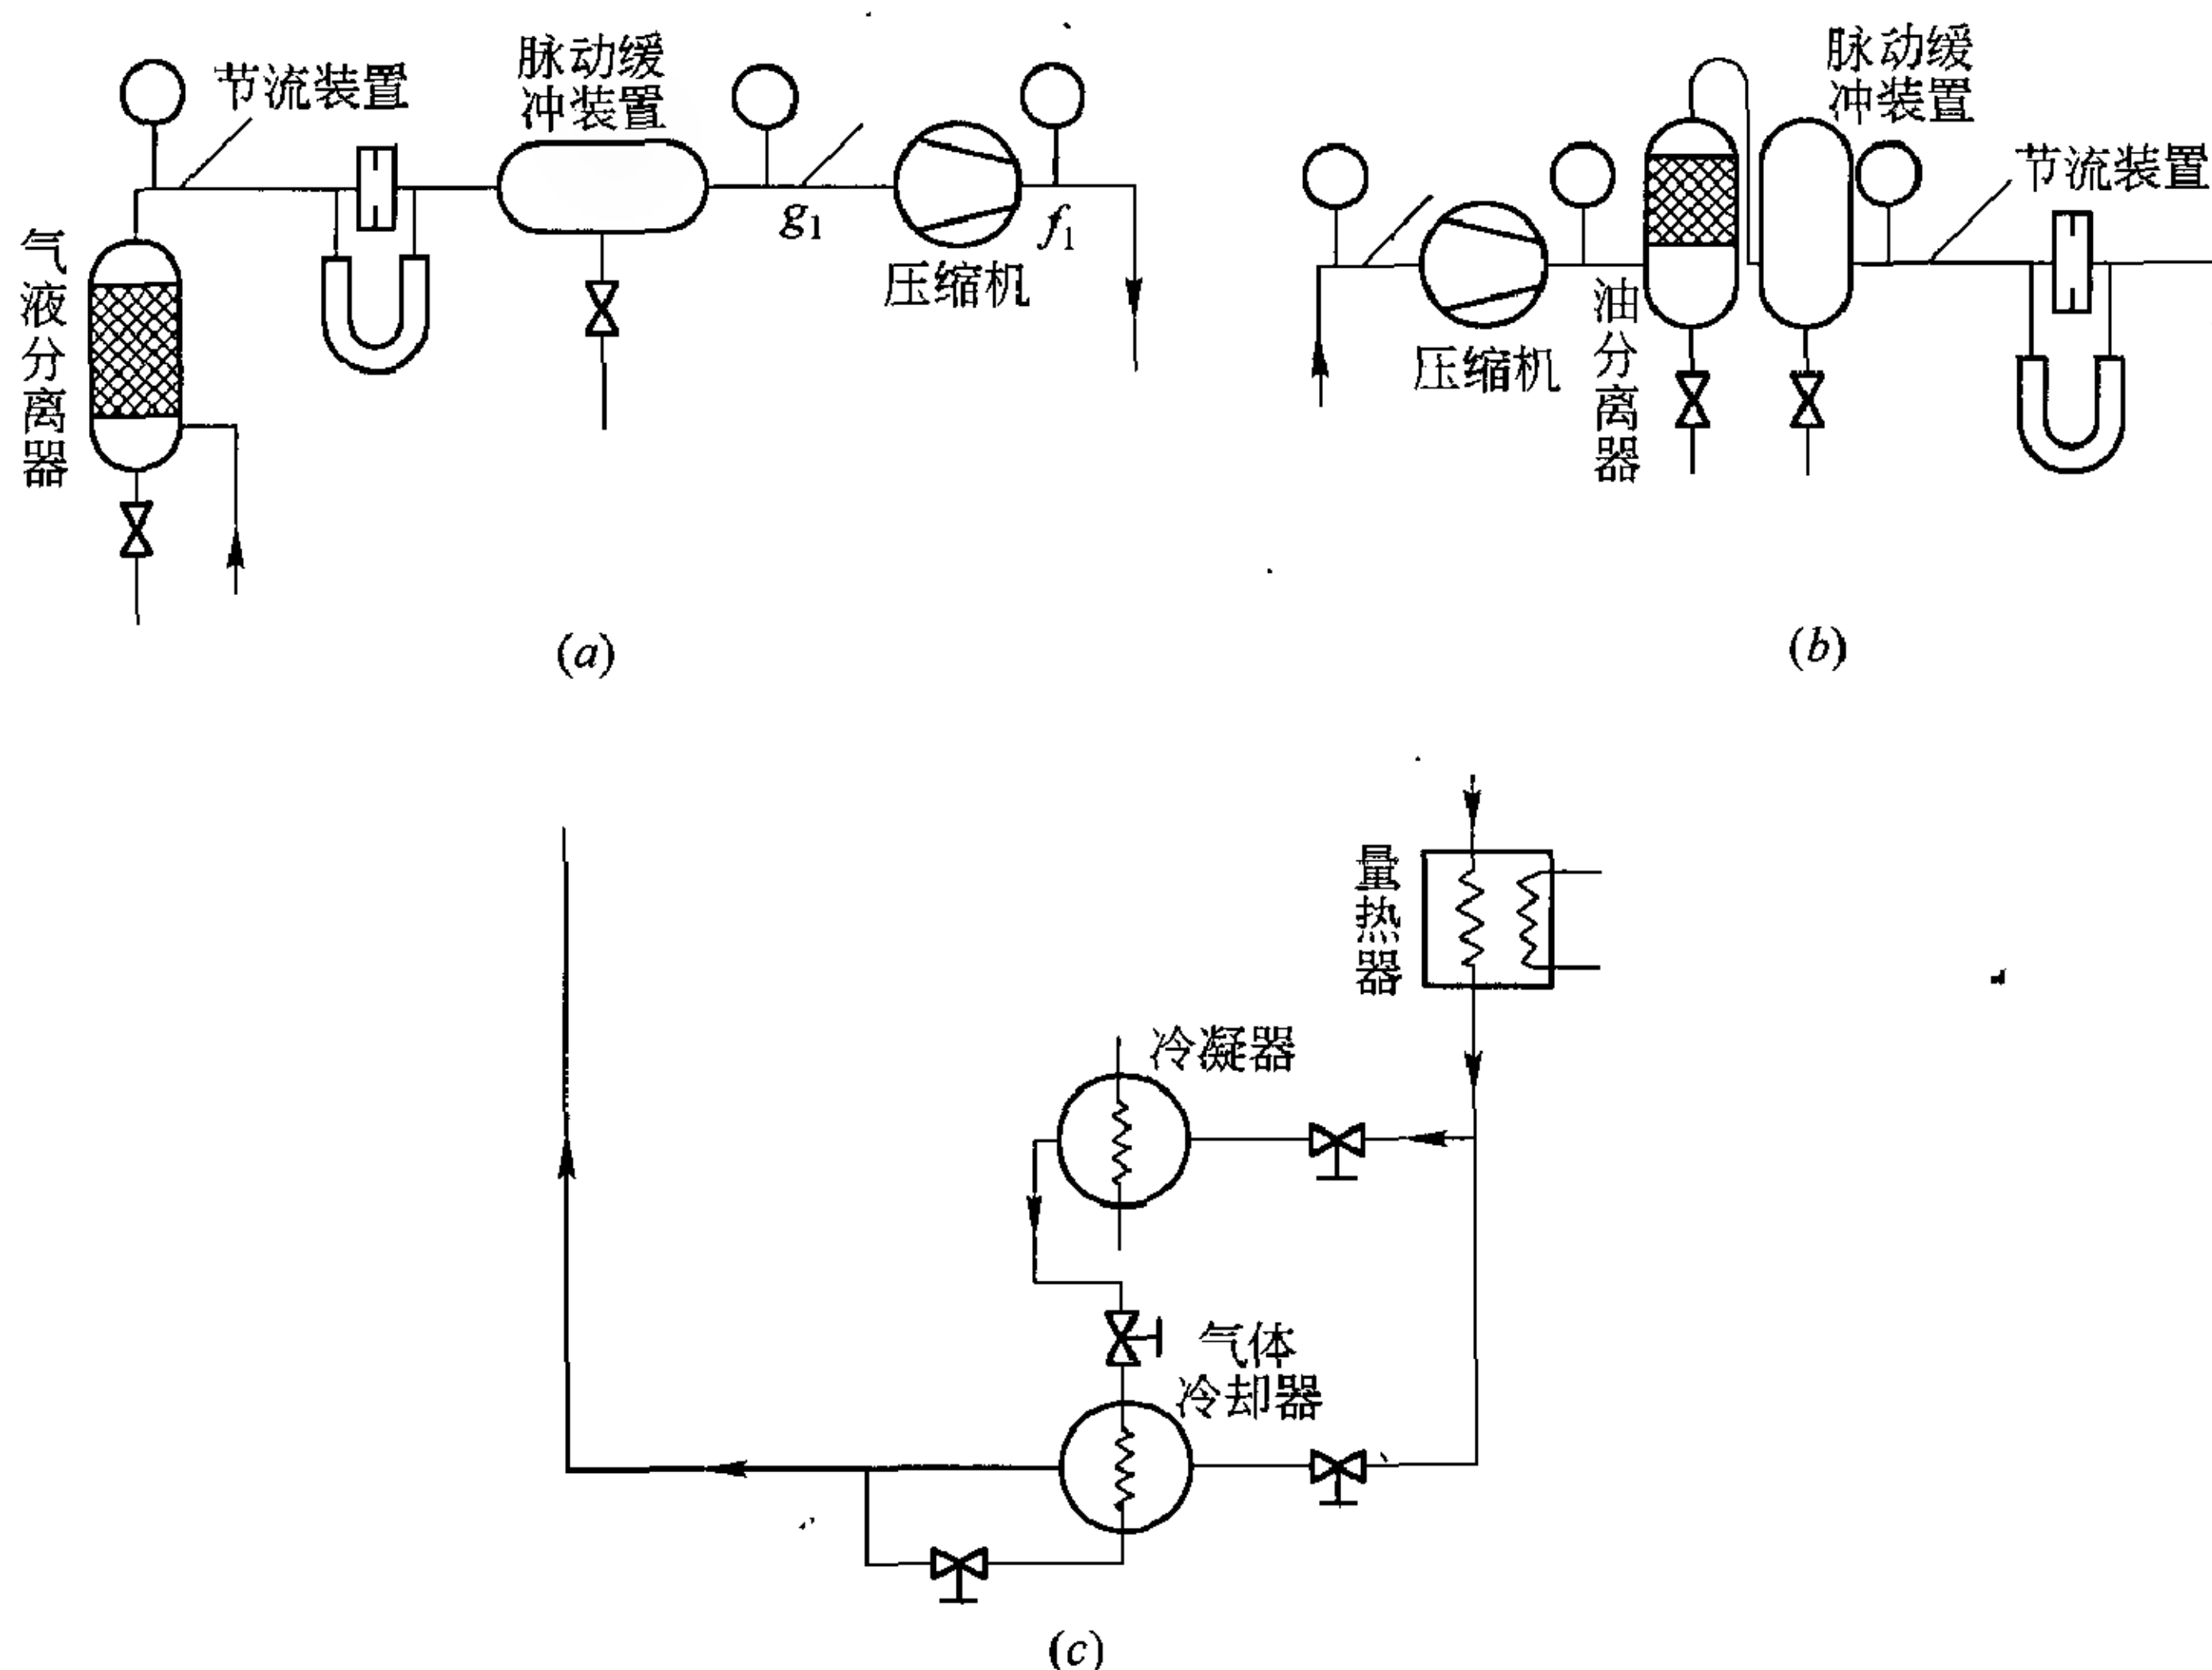 节流装置
脉动缓
冲装置
g1
f1
压缩机
气液分离器
(a)
脉动缓
冲装置
节流装置
压缩机
油分离器
(b)
量热器
冷凝器
气体
冷却器
(c)